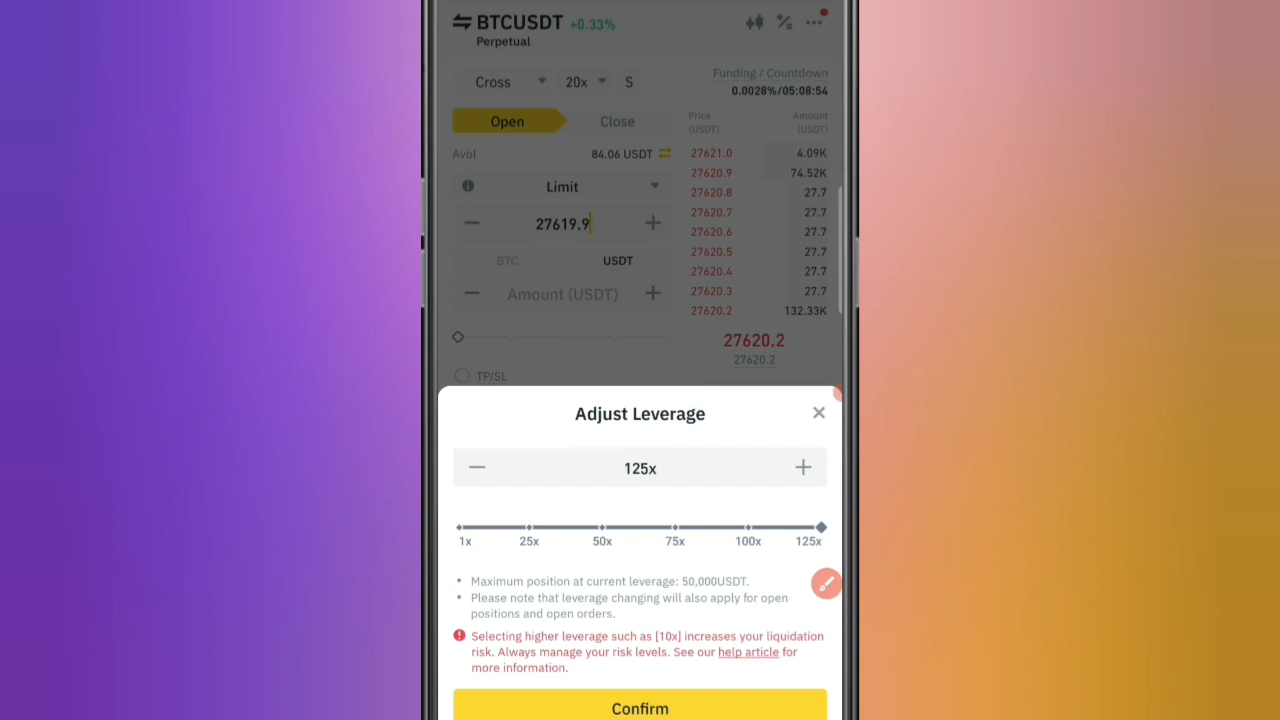 BTCUSDT +0.33%
Perpetual
Cross 20x S
Funding / Countdown
0.0028%/05:08:54
Open Close
Price Amount
(USDT) (USDT)
Avbl 84.06 USDT
27621.0 4.09K
27620.9 74.52K
Limit
27620.8 27.7
27620.7 27.7
27619.9
27620.6 27.7
27620.5 27.7
BTC USDT
27620.4 27.7
Amount (USDT)
27620.3 27.7
27620.2 132.33K
27620.2
27620.2
TP/SL
Adjust Leverage
125x
1x 25x 50x 75x 100x 125x
• Maximum position at current leverage: 50,000USDT.
• Please note that leverage changing will also apply for open
positions and open orders.
Selecting higher leverage such as [10x] increases your liquidation
risk. Always manage your risk levels. See our help article for
more information.
Confirm